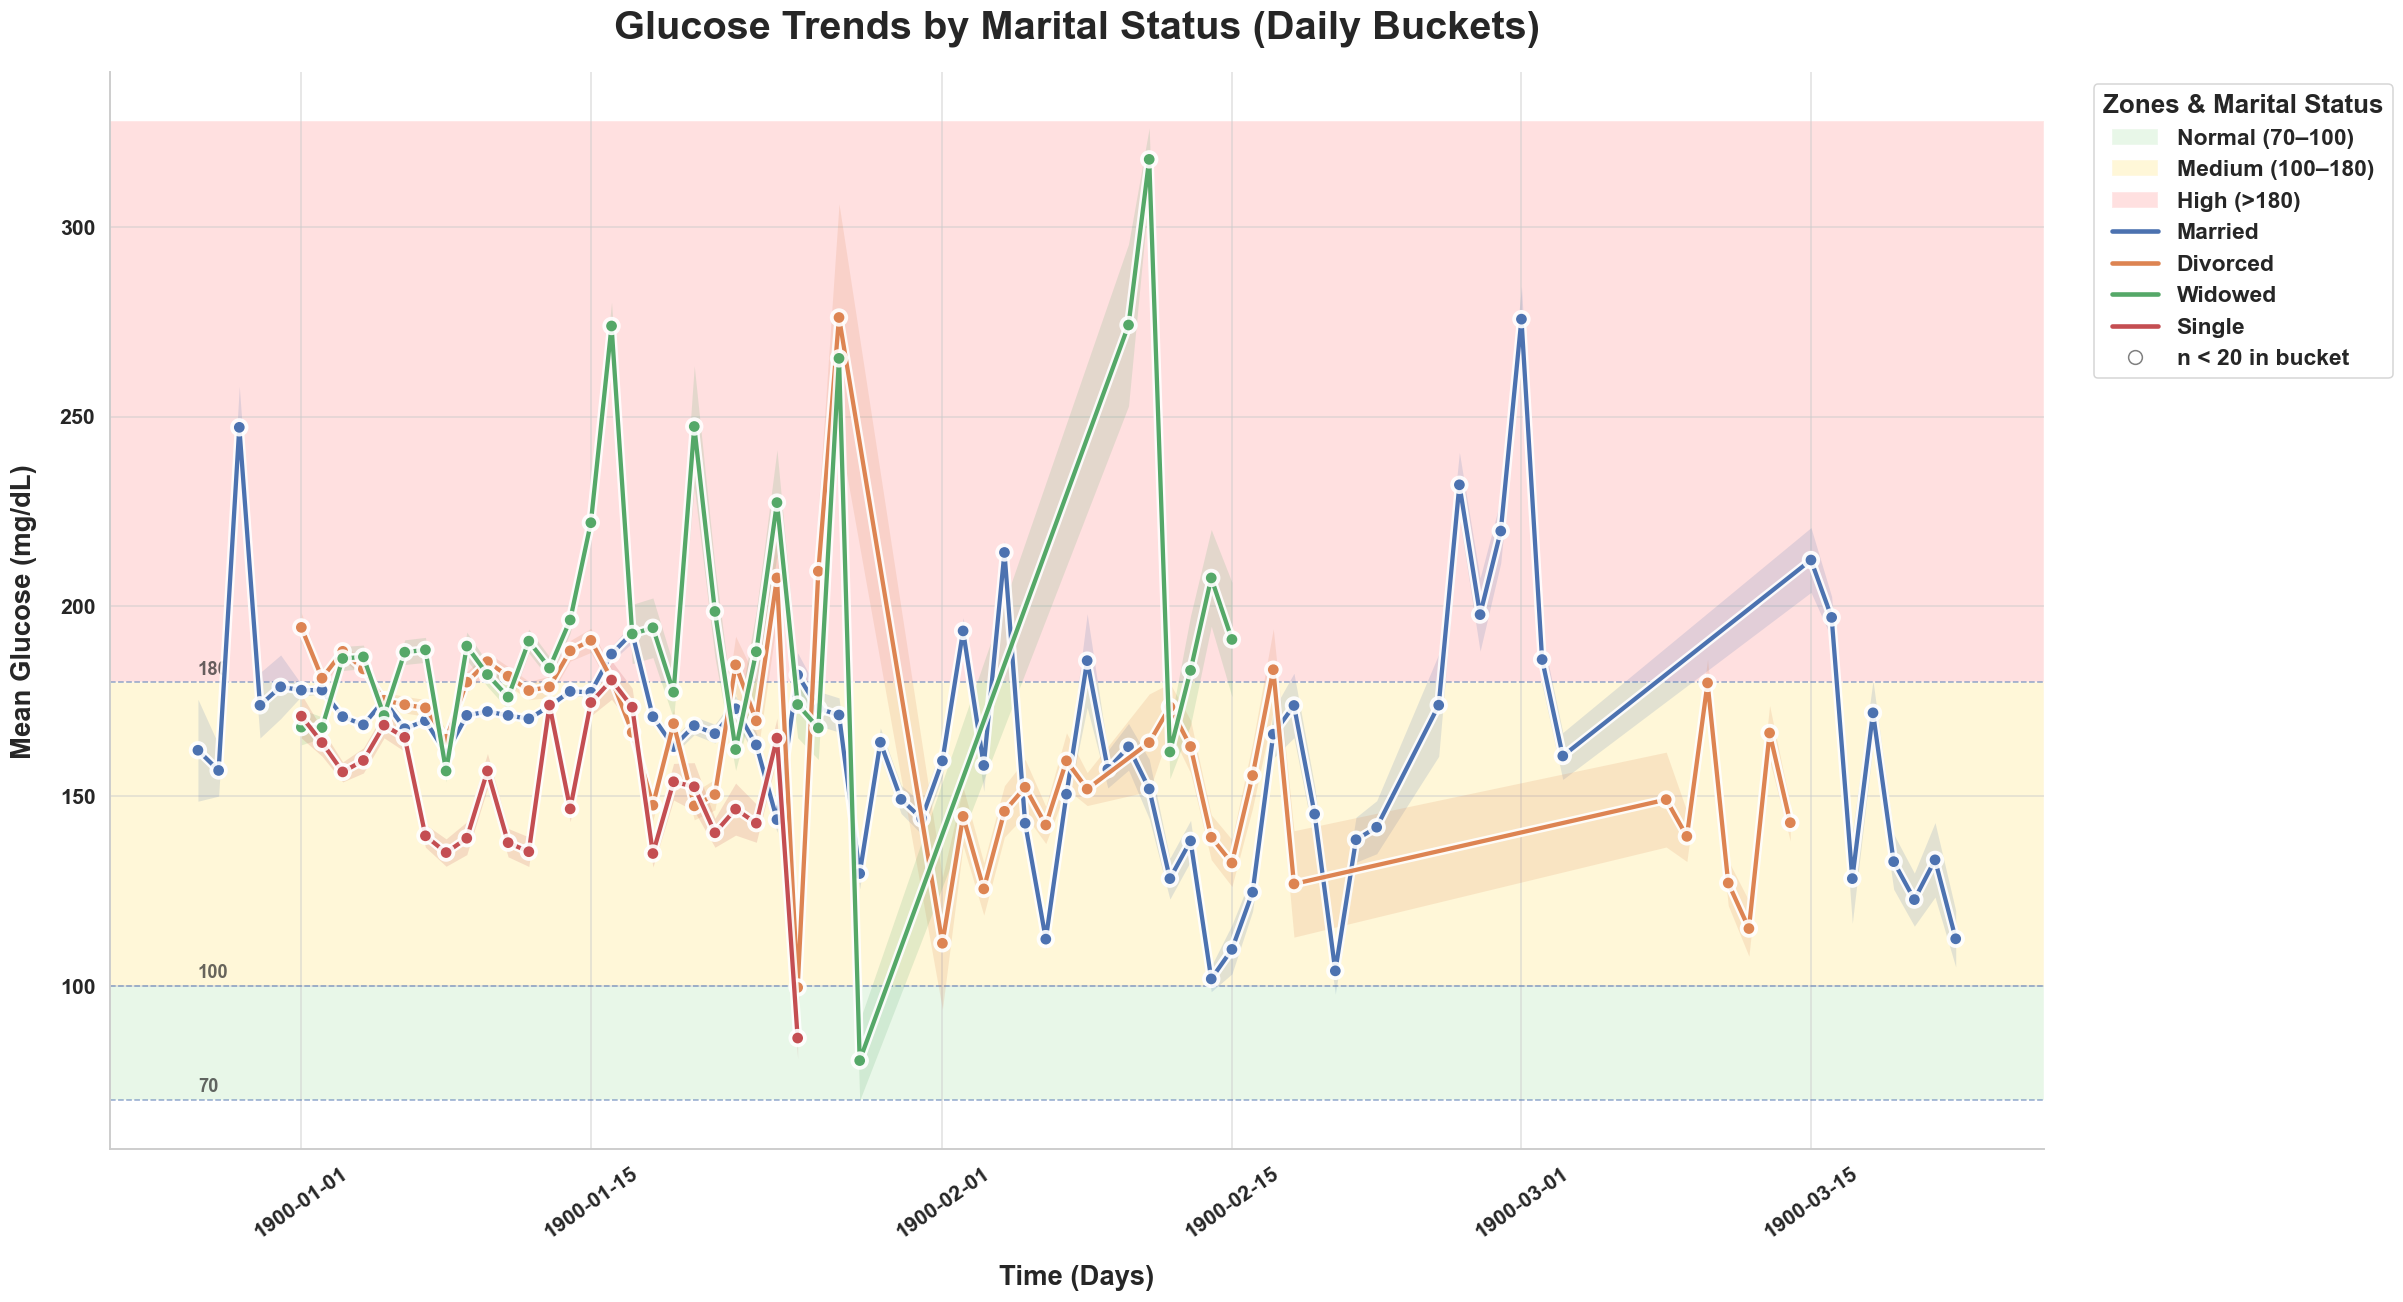 Glucose Trends by Marital Status (Daily Buckets)
Zones & Marital Status
Normal (70–100)
Medium (100–180)
High (>180)
Married
Divorced
Widowed
Single
n < 20 in bucket
Mean Glucose (mg/dL)
300
250
200
150
100
180
100
70
1900-01-01
1900-01-15
1900-02-01
1900-02-15
1900-03-01
1900-03-15
Time (Days)